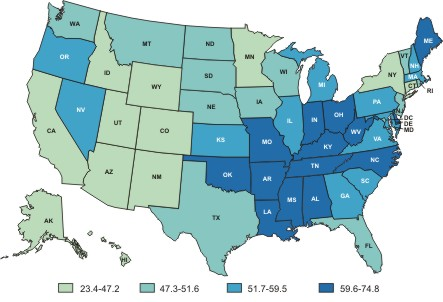 WA
ME
MT
ND
OR
MN
VT
NH
ID
SD
WI
NY
MA
MI
CT
RI
WY
IA
PA
NJ
NE
NV
OH
DC
IL
IN
DE
UT
MD
CA
CO
WV
VA
KS
MO
KY
NC
TN
AZ
OK
NM
AR
SC
MS
AL
GA
TX
LA
AK
FL
HI
23.4-47.2
47.3-51.6
51.7-59.5
59.6-74.8